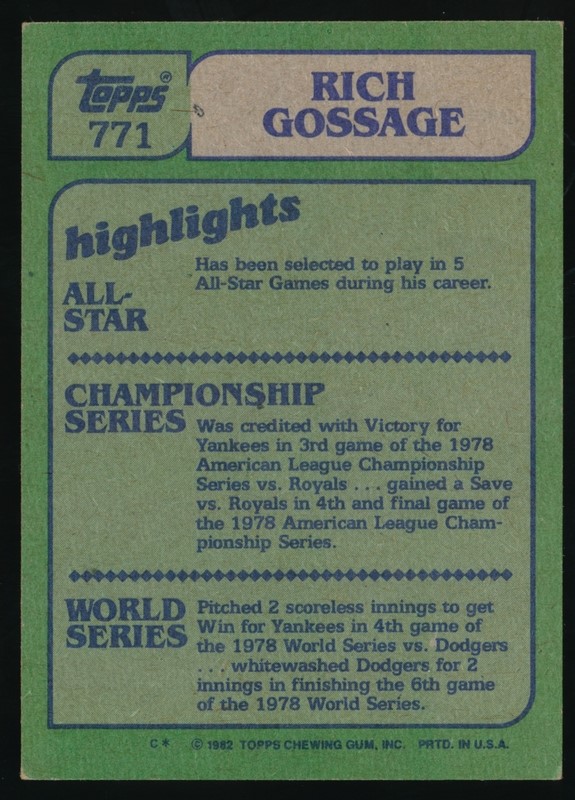 topps®
771
RICH
GOSSAGE
highlights
ALL-
STAR
Has been selected to play in 5
All-Star Games during his career.
CHAMPIONSHIP
SERIES
Was credited with Victory for
Yankees in 3rd game of the 1978
American League Championship
Series vs. Royals . . . gained a Save
vs. Royals in 4th and final game of
the 1978 American League Cham-
pionship Series.
WORLD
SERIES
Pitched 2 scoreless innings to get
Win for Yankees in 4th game of
the 1978 World Series vs. Dodgers
. . . whitewashed Dodgers for 2
innings in finishing the 6th game
of the 1978 World Series.
C* © 1982 TOPPS CHEWING GUM, INC. PRTD. IN U.S.A.